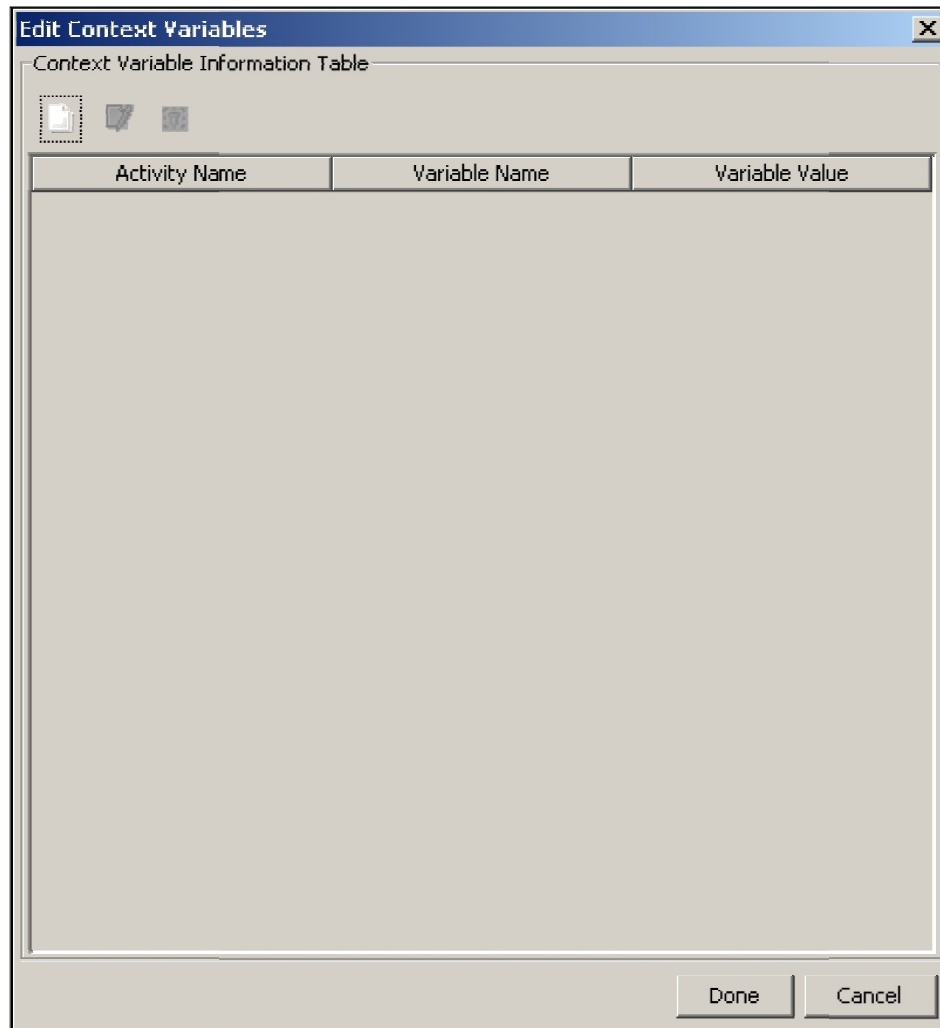 Edit Context Variables
Context Variable Information Table
Activity Name Variable Name Variable Value
Done Cancel